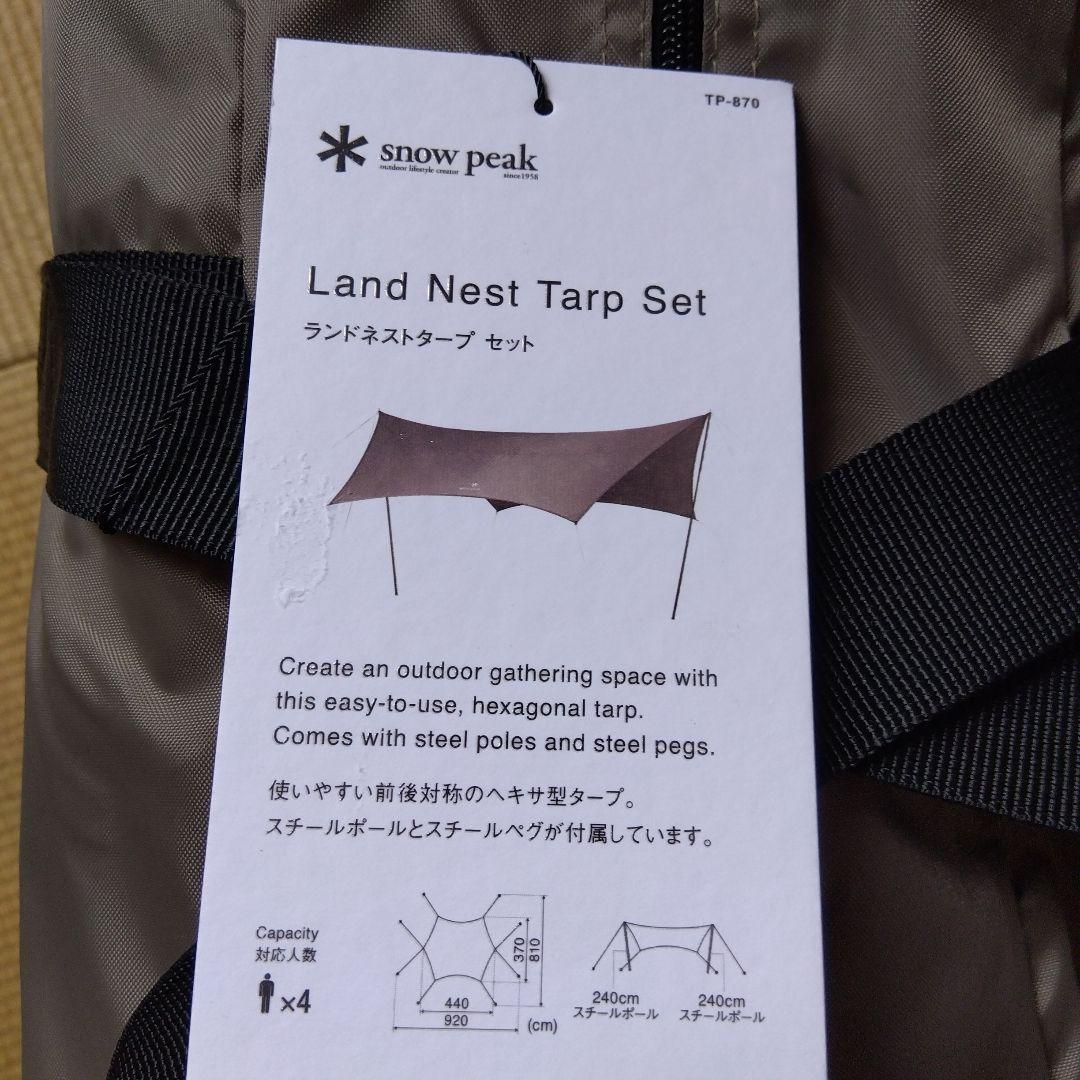 TP-870
snow peak
outdoor lifestyle creator
since1958
Land Nest Tarp Set
ランドネストタープ セット
Create an outdoor gathering space with
this easy-to-use, hexagonal tarp.
Comes with steel poles and steel pegs.
使いやすい前後対称のヘキサ型タープ。
スチールポールとスチールペグが付属しています。
Capacity
対応人数
×4
370
810
440
920
(cm)
240cm
スチールポール
240cm
スチールポール